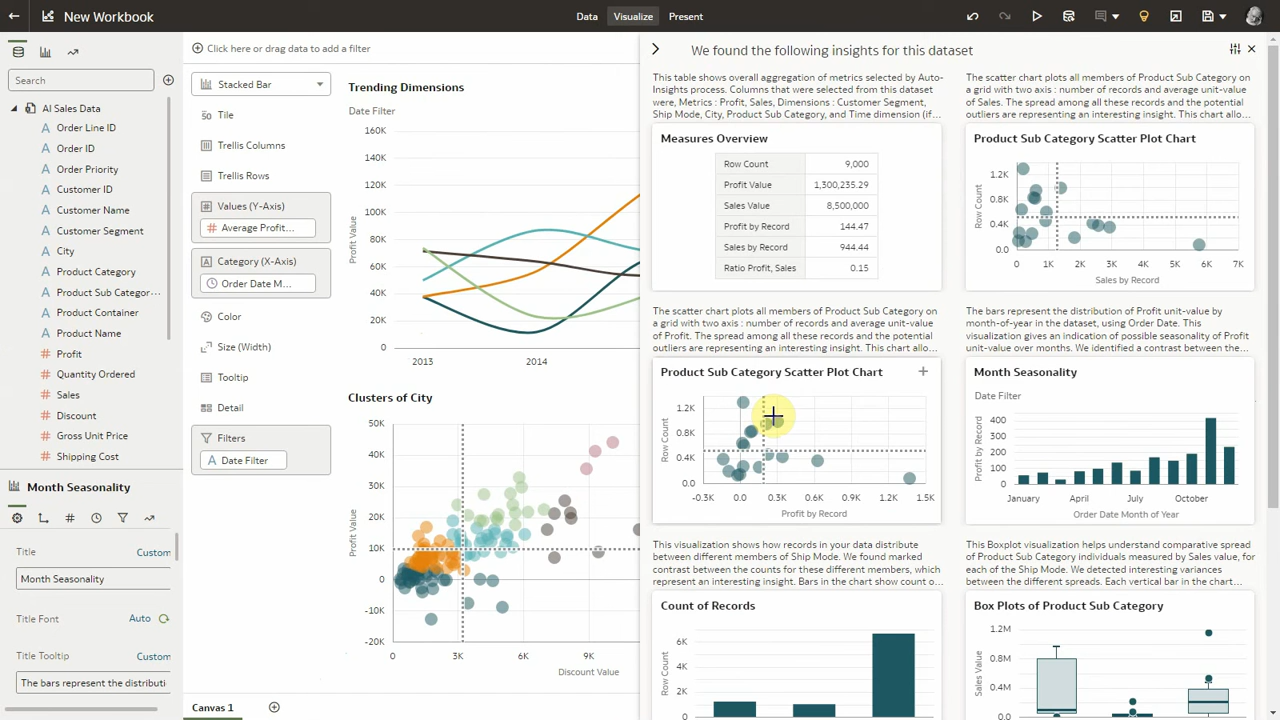 New Workbook
Data
Visualize
Present
Search
AI Sales Data
A Order Line ID
A Order ID
A Order Priority
A Customer ID
A Customer Name
A Customer Segment
A City
A Product Category
A Product Sub Categor...
A Product Container
A Product Name
# Profit
# Quantity Ordered
# Sales
# Discount
# Gross Unit Price
# Shipping Cost
Month Seasonality
Title
Custom
Month Seasonality
Title Font
Auto
Title Tooltip
Custom
The bars represent the distributi
Click here or drag data to add a filter
Stacked Bar
Tile
Trellis Columns
Trellis Rows
Values (Y-Axis)
Average Profit...
Category (X-Axis)
Order Date M...
Color
Size (Width)
Tooltip
Detail
Filters
Date Filter
Trending Dimensions
Date Filter
160K
140K
120K
100K
80K
60K
40K
20K
0
Profit Value
2013
2014
Clusters of City
50K
40K
30K
20K
10K
0
-10K
-20K
Profit Value
0
3K
6K
9K
Discount Value
Canvas 1
We found the following insights for this dataset
This table shows overall aggregation of metrics selected by Auto-
Insights process. Columns that were selected from this dataset
were, Metrics : Profit, Sales, Dimensions : Customer Segment,
Ship Mode, City, Product Sub Category, and Time dimension (if...
Measures Overview
Row Count 9,000
Profit Value 1,300,235.29
Sales Value 8,500,000
Profit by Record 144.47
Sales by Record 944.44
Ratio Profit, Sales 0.15
The scatter chart plots all members of Product Sub Category on
a grid with two axis : number of records and average unit-value
of Sales. The spread among all these records and the potential
outliers are representing an interesting insight. This chart allo...
Product Sub Category Scatter Plot Chart
1.2K
0.8K
0.4K
0.0
Row Count
0
1K
2K
3K
4K
5K
6K
7K
Sales by Record
The scatter chart plots all members of Product Sub Category on
a grid with two axis : number of records and average unit-value
of Profit. The spread among all these records and the potential
outliers are representing an interesting insight. This chart allo...
Product Sub Category Scatter Plot Chart
1.2K
0.8K
0.4K
0.0
Row Count
-0.3K
0.0
0.3K
0.6K
0.9K
1.2K
1.5K
Profit by Record
The bars represent the distribution of Profit unit-value by
month-of-year in the dataset, using Order Date. This
visualization gives an indication of possible seasonality of Profit
unit-value over months. We identified a contrast between the...
Month Seasonality
Date Filter
400
300
200
100
0
Profit by Record
January
April
July
October
Order Date Month of Year
This visualization shows how records in your data distribute
between different members of Ship Mode. We found marked
contrast between the counts for these different members, which
represent an interesting insight. Bars in the chart show count o...
Count of Records
6K
4K
2K
0
Row Count
This Boxplot visualization helps understand comparative spread
of Product Sub Category individuals measured by Sales value, for
each of the Ship Mode. We detected interesting variances
between the different spreads. Each vertical bar in the chart...
Box Plots of Product Sub Category
1.2M
0.8M
0.4M
0.0
Sales Value